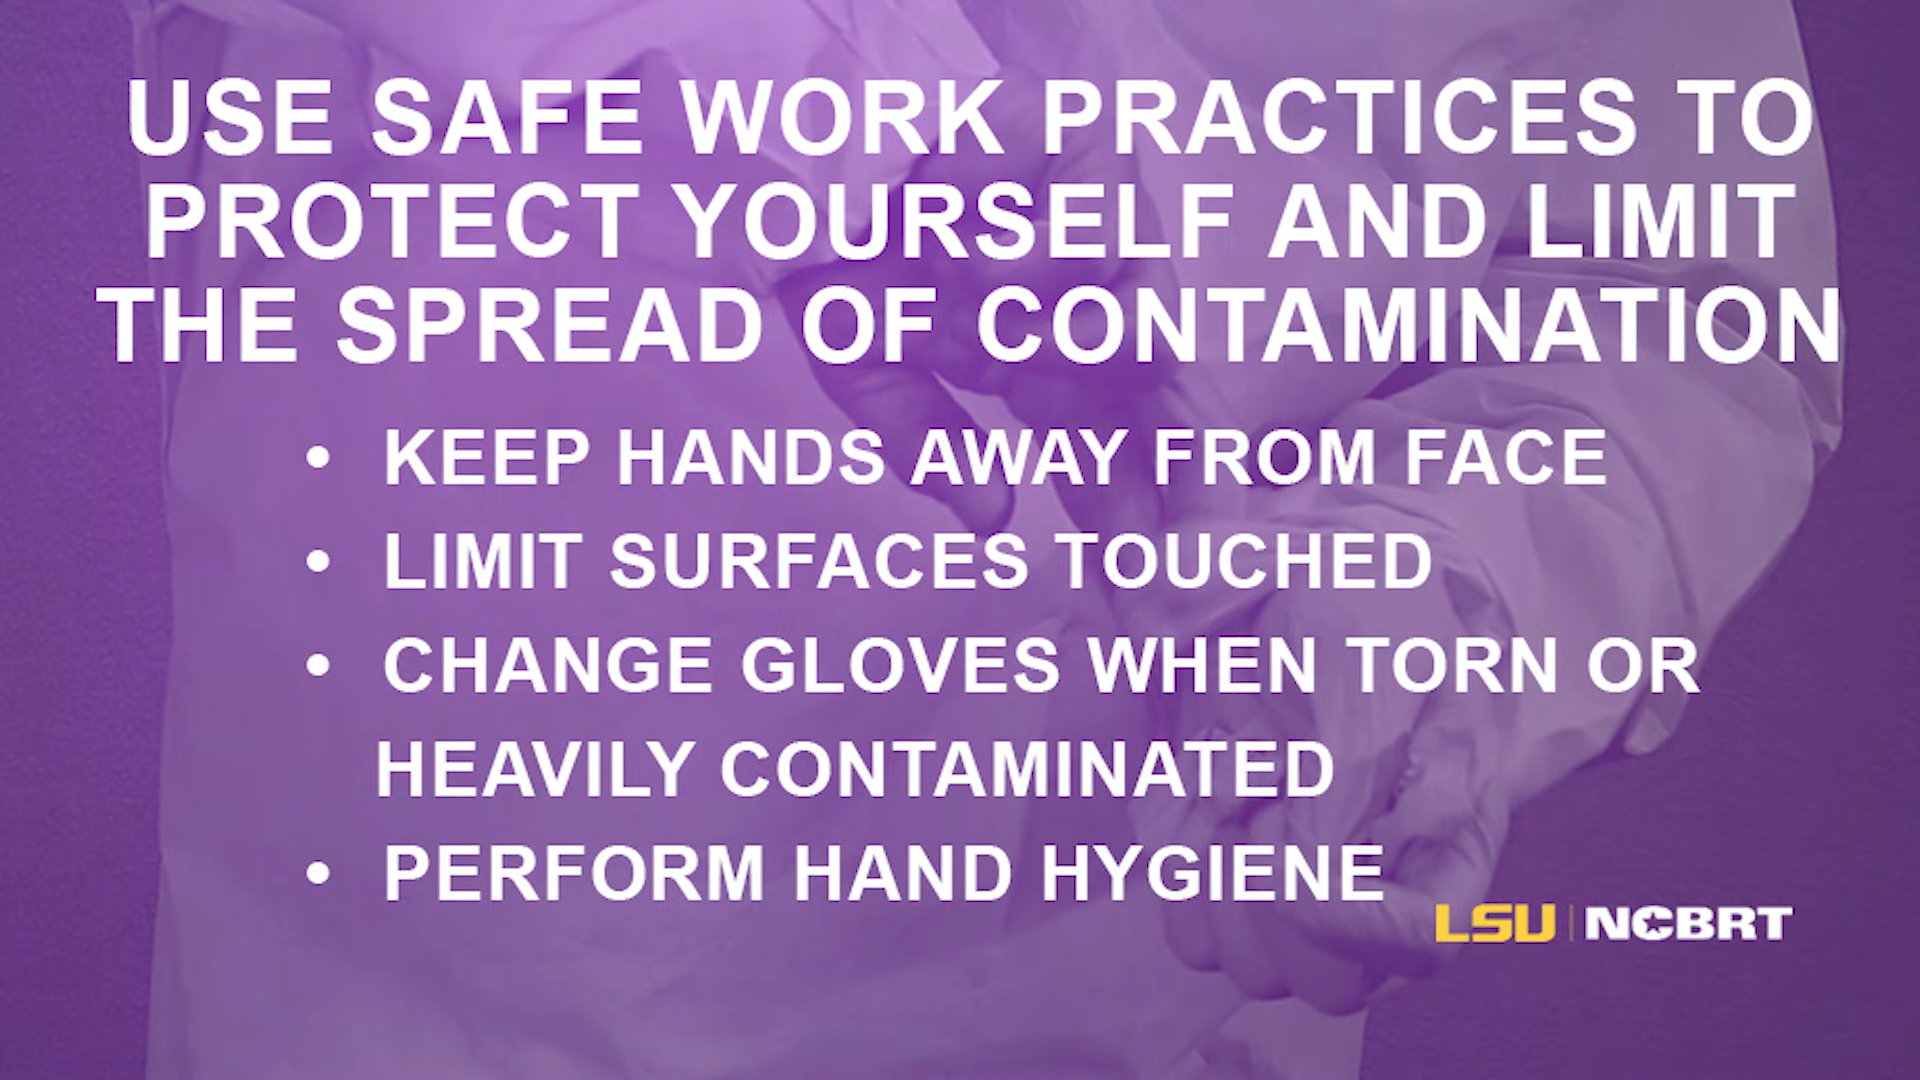 USE SAFE WORK PRACTICES TO
PROTECT YOURSELF AND LIMIT
THE SPREAD OF CONTAMINATION
• KEEP HANDS AWAY FROM FACE
• LIMIT SURFACES TOUCHED
• CHANGE GLOVES WHEN TORN OR
HEAVILY CONTAMINATED
• PERFORM HAND HYGIENE
LSU | NCBRT